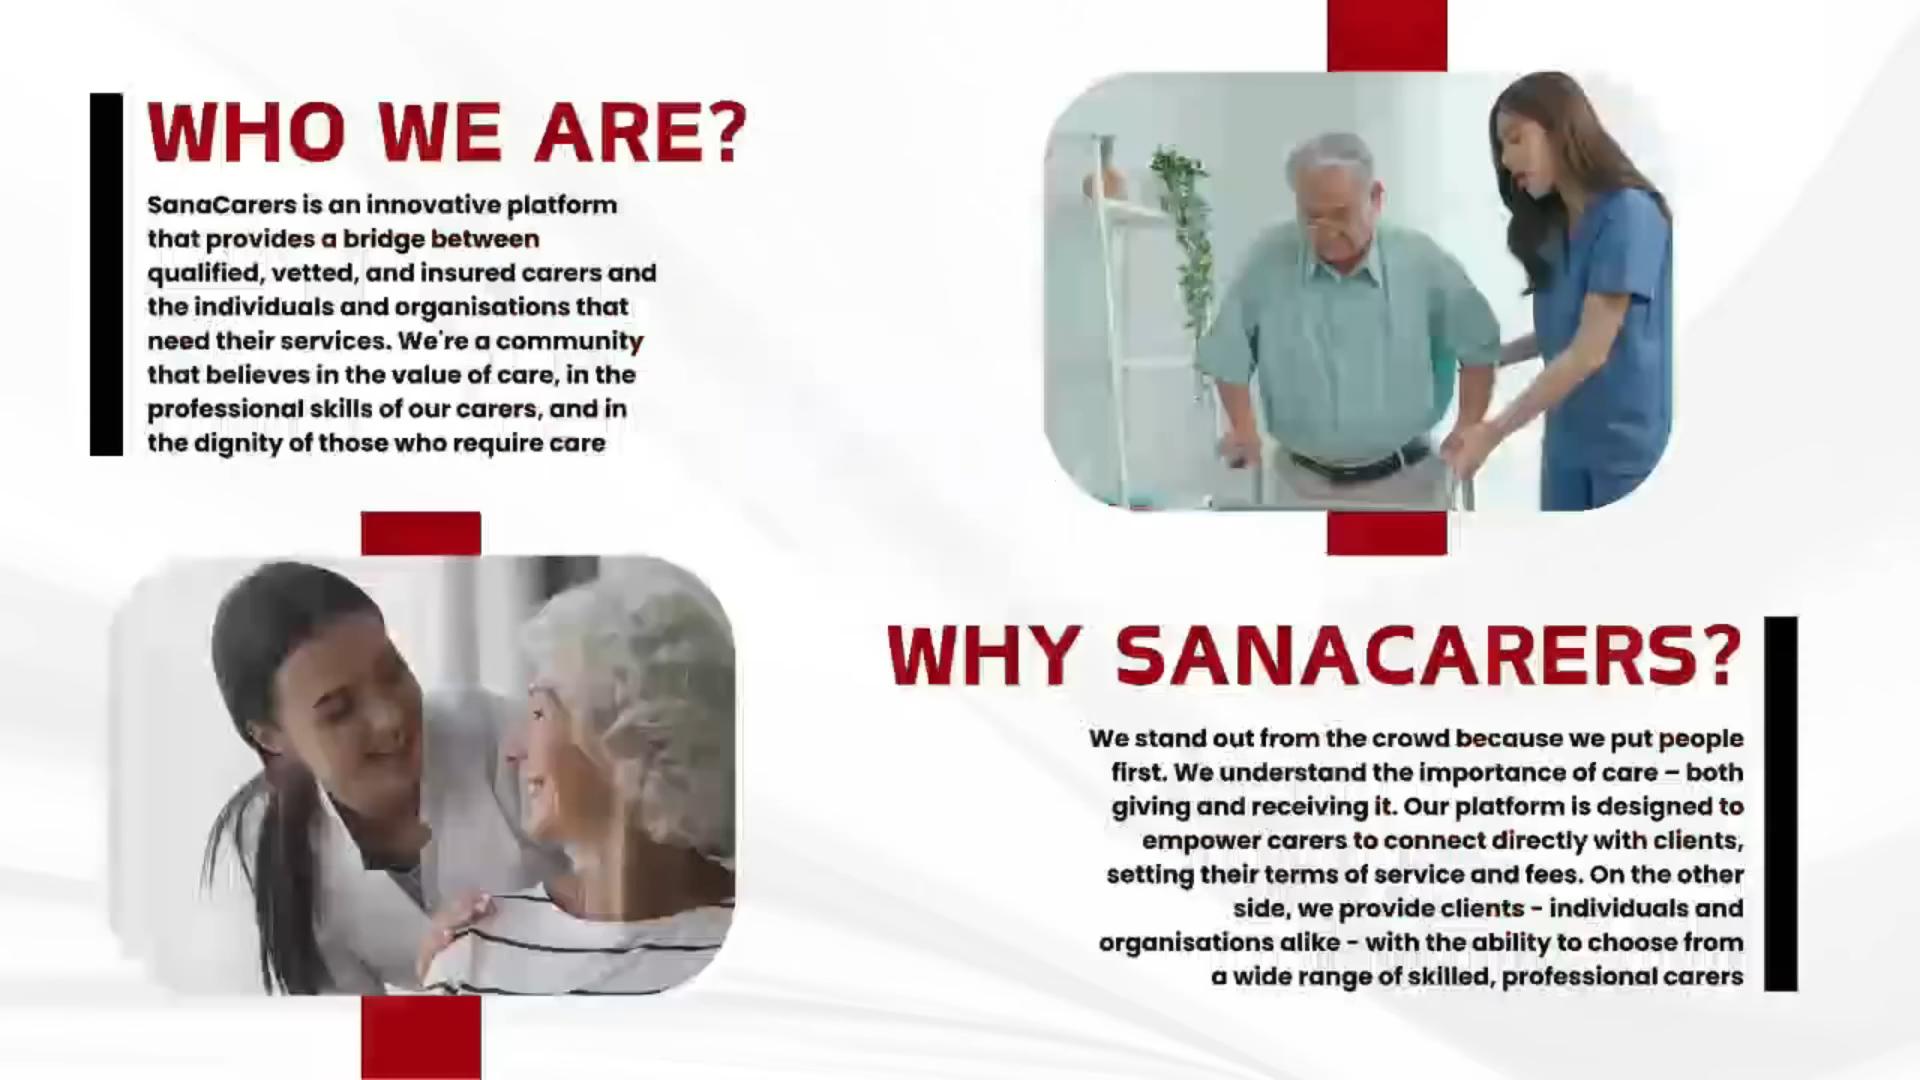 WHO WE ARE?
SanaCarers is an innovative platform
that provides a bridge between
qualified, vetted, and insured carers and
the individuals and organisations that
need their services. We're a community
that believes in the value of care, in the
professional skills of our carers, and in
the dignity of those who require care
WHY SANACARERS?
We stand out from the crowd because we put people
first. We understand the importance of care – both
giving and receiving it. Our platform is designed to
empower carers to connect directly with clients,
setting their terms of service and fees. On the other
side, we provide clients - individuals and
organisations alike - with the ability to choose from
a wide range of skilled, professional carers